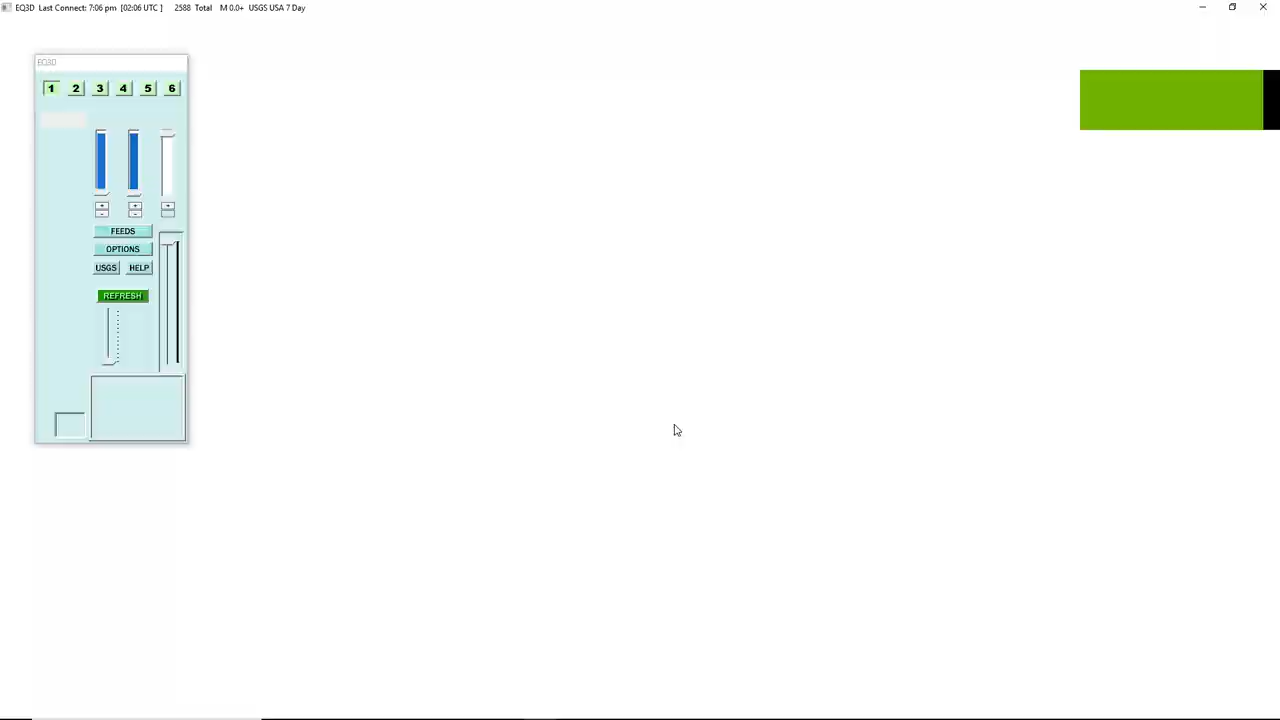 EQ3D Last Connect: 7:06 pm [02:06 UTC ] 2588 Total M 0.0+ USGS USA 7 Day
EQ3D
1 2 3 4 5 6
+ + +
- -
FEEDS
OPTIONS
USGS HELP
REFRESH